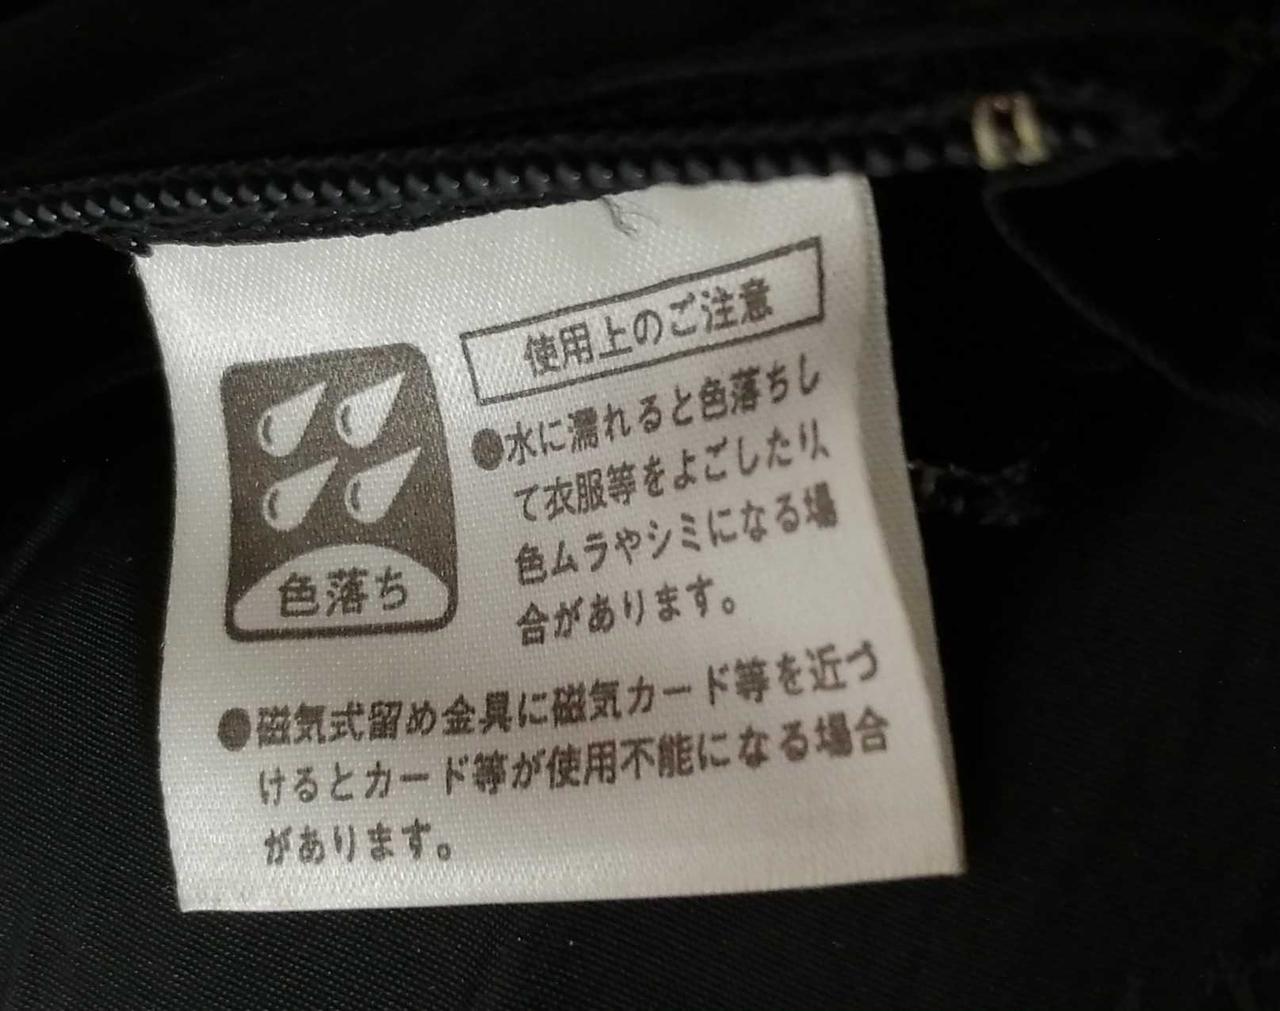 使用上のご注意
●水に濡れると色落ちし
て衣服等をよごしたり、
色ムラやシミになる場
合があります。
色落ち
●磁気式留め金具に磁気カード等を近づ
けるとカード等が使用不能になる場合
があります。